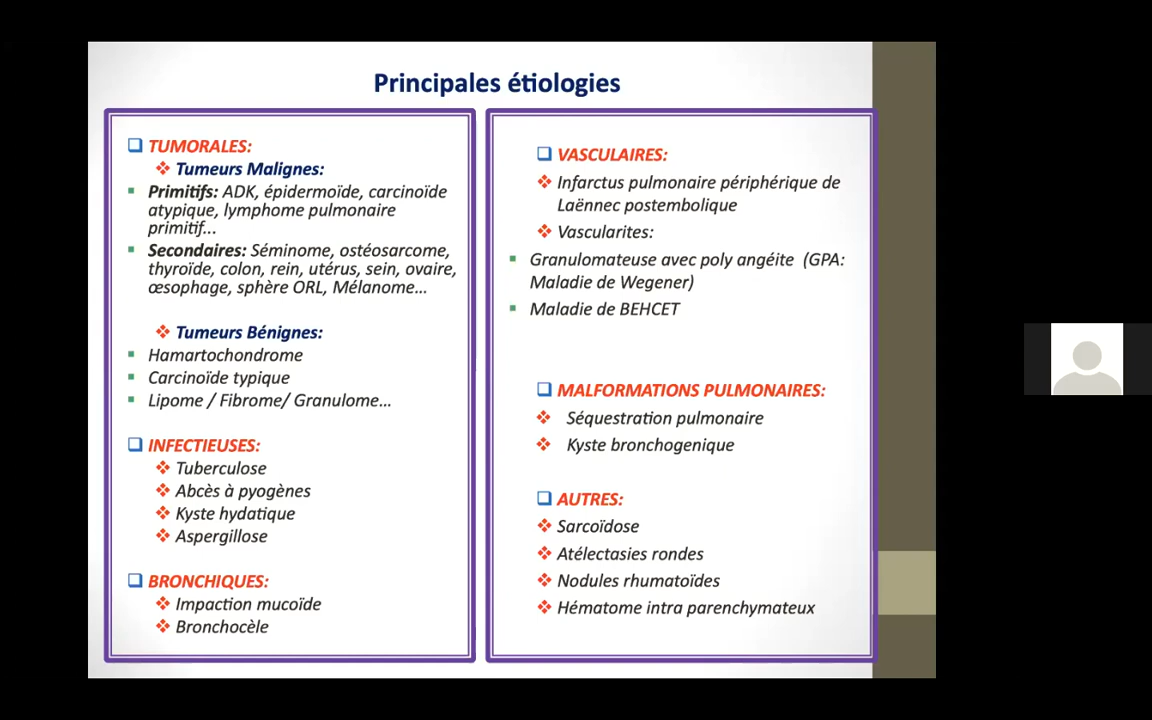 Principales étiologies
TUMORALES:
Tumeurs Malignes:
Primitifs: ADK, épidermoïde, carcinoïde
atypique, lymphome pulmonaire
primitif...
Secondaires: Séminome, ostéosarcome,
thyroïde, colon, rein, utérus, sein, ovaire,
œsophage, sphère ORL, Mélanome...
Tumeurs Bénignes:
Hamartochondrome
Carcinoïde typique
Lipome / Fibrome/ Granulome...
INFECTIEUSES:
Tuberculose
Abcès à pyogènes
Kyste hydatique
Aspergillose
BRONCHIQUES:
Impaction mucoïde
Bronchocèle
VASCULAIRES:
Infarctus pulmonaire périphérique de
Laënnec postembolique
Vascularites:
Granulomateuse avec poly angéite (GPA:
Maladie de Wegener)
Maladie de BEHCET
MALFORMATIONS PULMONAIRES:
Séquestration pulmonaire
Kyste bronchogenique
AUTRES:
Sarcoïdose
Atélectasies rondes
Nodules rhumatoïdes
Hématome intra parenchymateux